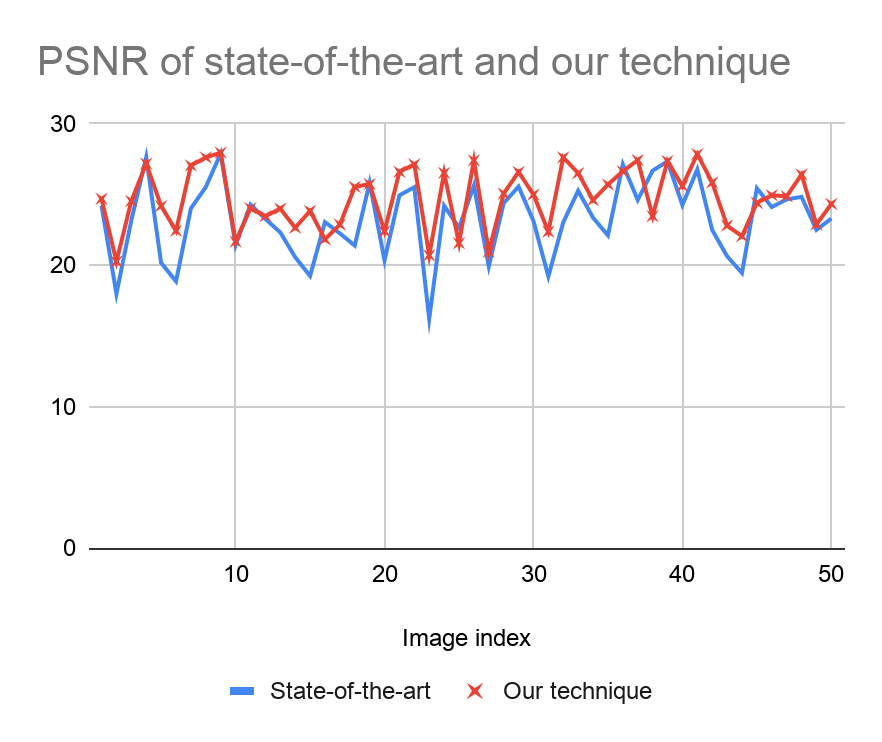 PSNR of state-of-the-art and our technique
30
20
10
0
10 20 30 40 50
Image index
State-of-the-art Our technique